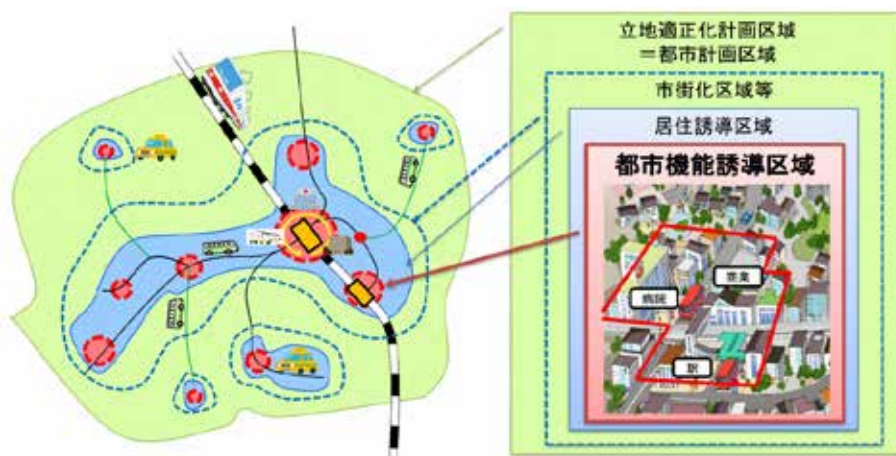 立地適正化計画区域
＝都市計画区域
市街化区域等
居住誘導区域
都市機能誘導区域
商業
病院
駅